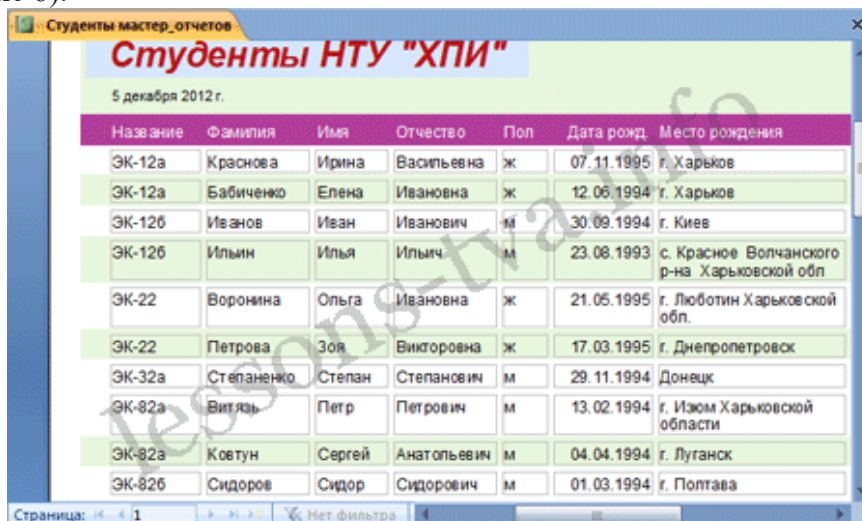 Студенты мастер_отчетов
Студенты НТУ "ХПИ"
5 декабря 2012 г.
Название Фамилия Имя Отчество Пол Дата рожд. Место рождения
ЭК-12а Краснова Ирина Васильевна ж 07.11.1995 г. Харьков
ЭК-12а Бабиченко Елена Ивановна ж 12.06.1994 г. Харьков
ЭК-12б Иванов Иван Иванович м 30.09.1994 г. Киев
ЭК-12б Ильин Илья Ильич м 23.08.1993 с. Красное Волчанского
р-на Харьковской обл
ЭК-22 Воронина Ольга Ивановна ж 21.05.1995 г. Люботин Харьковской
обл.
ЭК-22 Петрова Зоя Викторовна ж 17.03.1995 г. Днепропетровск
ЭК-32а Степаненко Степан Степанович м 29.11.1994 Донецк
ЭК-82а Витязь Петр Петрович м 13.02.1994 г. Изюм Харьковской
области
ЭК-82а Ковтун Сергей Анатольевич м 04.04.1994 г. Луганск
ЭК-82б Сидоров Сидор Сидорович м 01.03.1994 г. Полтава
Страница: 1 Нет фильтра
lessons-tva.info